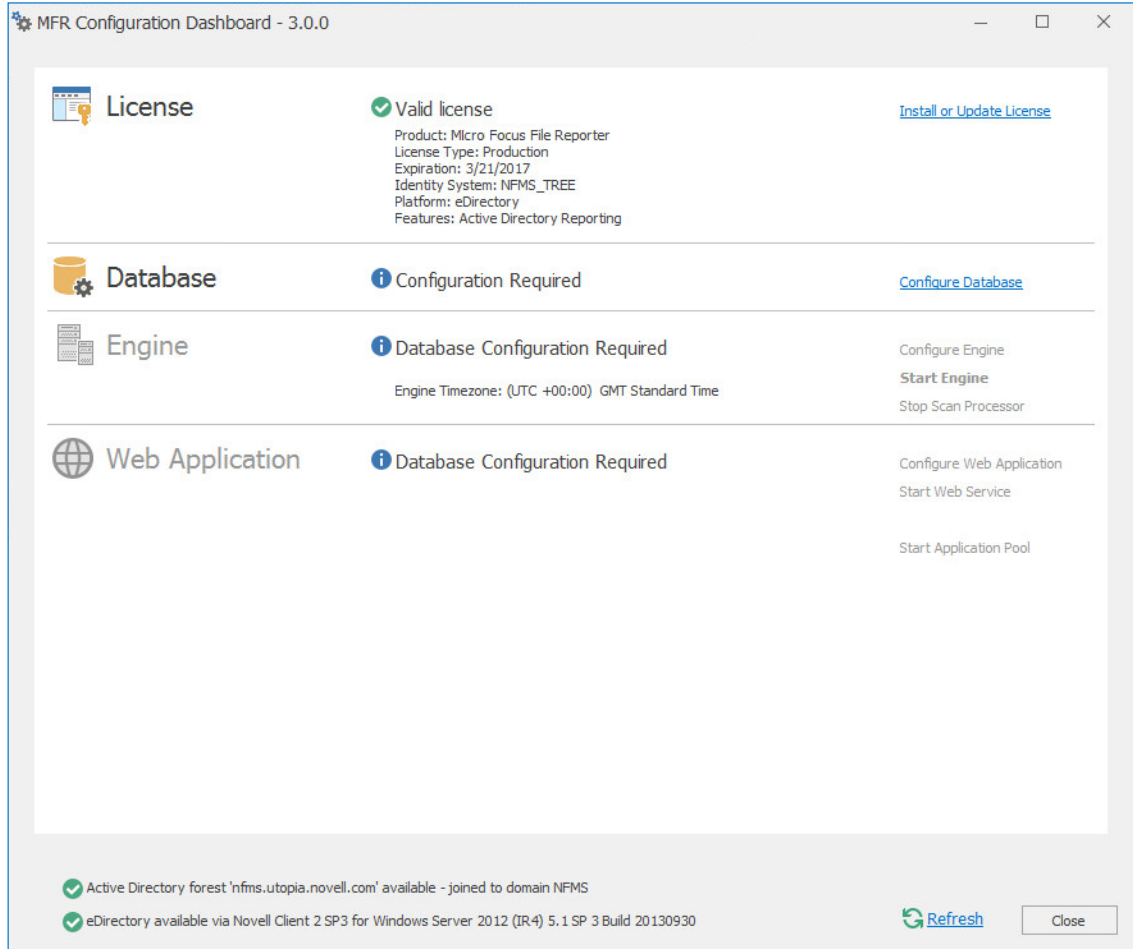 MFR Configuration Dashboard - 3.0.0
License
Valid license
Install or Update License
Product: MIcro Focus File Reporter
License Type: Production
Expiration: 3/21/2017
Identity System: NFMS_TREE
Platform: eDirectory
Features: Active Directory Reporting
Database
Configuration Required
Configure Database
Engine
Database Configuration Required
Configure Engine
Engine Timezone: (UTC +00:00) GMT Standard Time
Start Engine
Stop Scan Processor
Web Application
Database Configuration Required
Configure Web Application
Start Web Service
Start Application Pool
Active Directory forest 'nfms.utopia.novell.com' available - joined to domain NFMS
eDirectory available via Novell Client 2 SP3 for Windows Server 2012 (IR4) 5.1 SP 3 Build 20130930
Refresh
Close